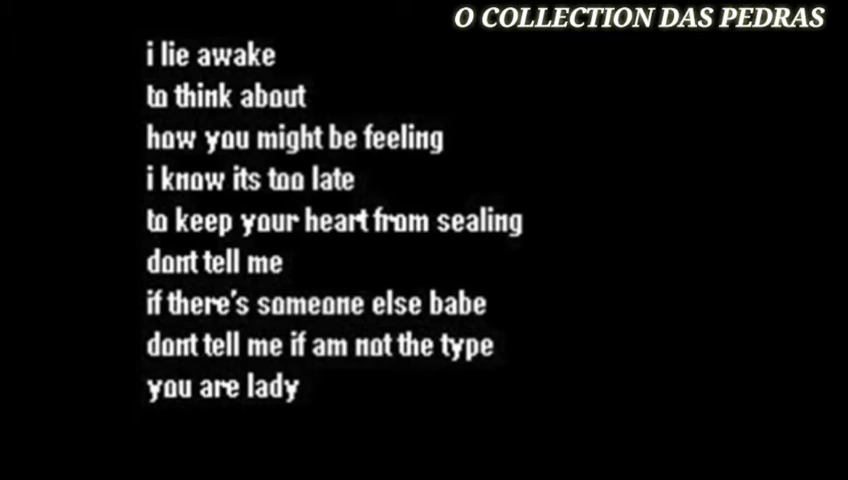 O COLLECTION DAS PEDRAS
i lie awake
to think about
how you might be feeling
i know its too late
to keep your heart from sealing
dont tell me
if there's someone else babe
dont tell me if am not the type
you are lady